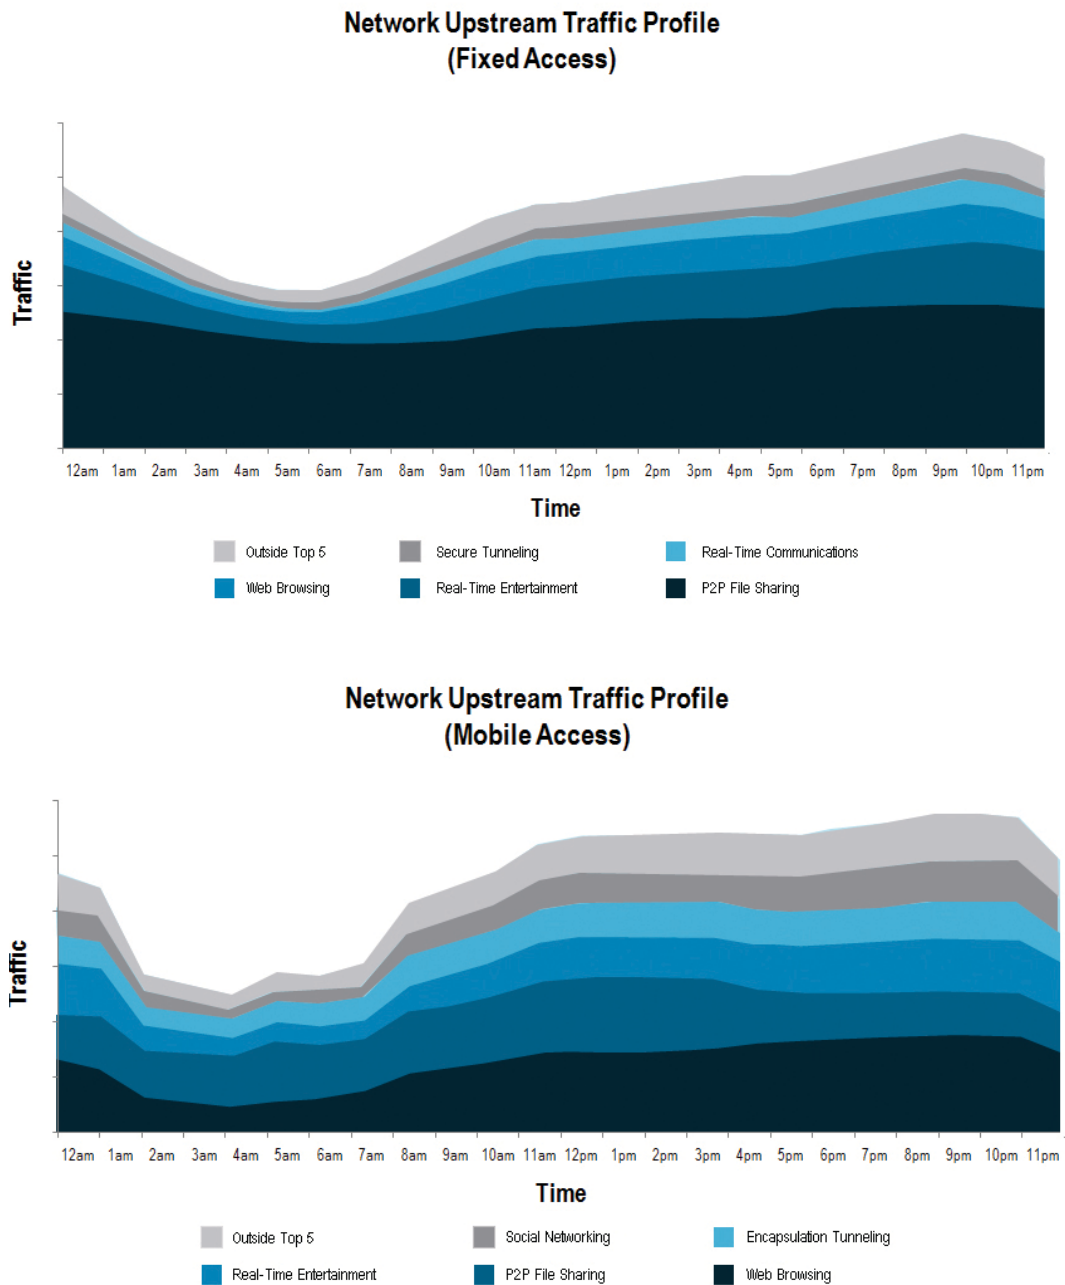 Network Upstream Traffic Profile
(Fixed Access)
Traffic
12am 1am 2am 3am 4am 5am 6am 7am 8am 9am 10am 11am 12pm 1pm 2pm 3pm 4pm 5pm 6pm 7pm 8pm 9pm 10pm 11pm
Time
Outside Top 5 Secure Tunneling Real-Time Communications
Web Browsing Real-Time Entertainment P2P File Sharing
Network Upstream Traffic Profile
(Mobile Access)
Traffic
12am 1am 2am 3am 4am 5am 6am 7am 8am 9am 10am 11am 12pm 1pm 2pm 3pm 4pm 5pm 6pm 7pm 8pm 9pm 10pm 11pm
Time
Outside Top 5 Social Networking Encapsulation Tunneling
Real-Time Entertainment P2P File Sharing Web Browsing